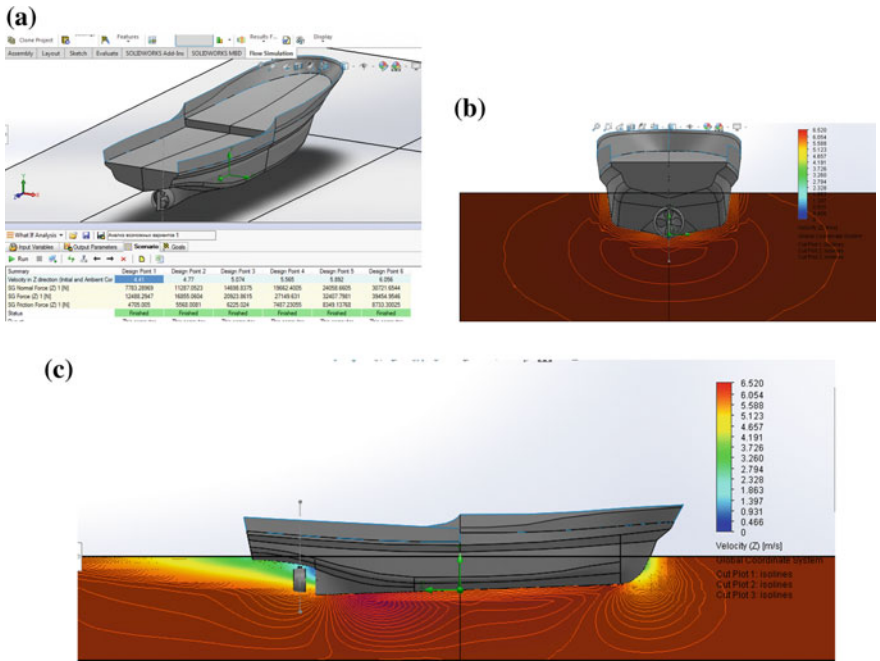 (a)
Clone Project Features Results F... Display
Assembly Layout Sketch Evaluate SOLIDWORKS Add-Ins SOLIDWORKS MBD Flow Simulation
What If Analysis Анализ возможных вариантов 1
Input Variables Output Parameters Scenario Goals
Run
Summary Design Point 1 Design Point 2 Design Point 3 Design Point 4 Design Point 5 Design Point 6
Velocity in Z direction (Initial and Ambient Cor 4.41 4.77 5.074 5.565 5.892 6.056
SG Normal Force (Z) 1 [N] 7783.28969 11287.0523 14698.8375 19662.4005 24058.6605 30721.6544
SG Force (Z) 1 [N] 12488.2947 16855.0604 20923.8615 27149.631 32407.7981 39454.9546
SG Friction Force (Z) 1 [N] 4705.005 5568.0081 6225.024 7487.23055 8349.13760 8733.30025
Status Finished Finished Finished Finished Finished Finished
(b)
6.520
6.054
5.588
5.123
4.657
4.191
3.726
3.260
2.794
2.328
(c)
6.520
6.054
5.588
5.123
4.657
4.191
3.726
3.260
2.794
2.328
1.863
1.397
0.931
0.466
0
Velocity (Z) [m/s]
Global Coordinate System
Cut Plot 1: isolines
Cut Plot 2: isolines
Cut Plot 3: isolines